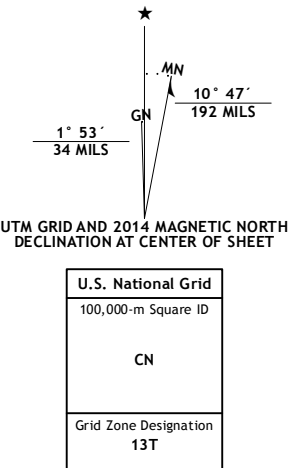 ★
MN
10° 47´
192 MILS
GN
1° 53´
34 MILS
UTM GRID AND 2014 MAGNETIC NORTH
DECLINATION AT CENTER OF SHEET
U.S. National Grid
100,000-m Square ID
CN
Grid Zone Designation
13T